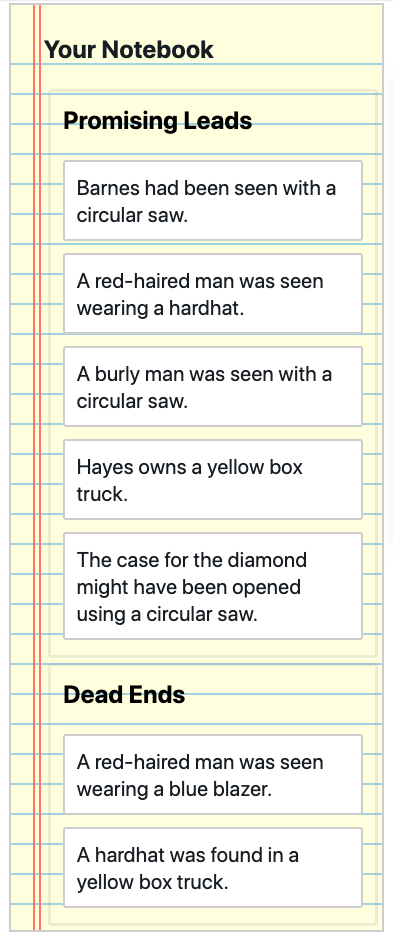 Your Notebook
Promising Leads
Barnes had been seen with a
circular saw.
A red-haired man was seen
wearing a hardhat.
A burly man was seen with a
circular saw.
Hayes owns a yellow box
truck.
The case for the diamond
might have been opened
using a circular saw.
Dead Ends
A red-haired man was seen
wearing a blue blazer.
A hardhat was found in a
yellow box truck.